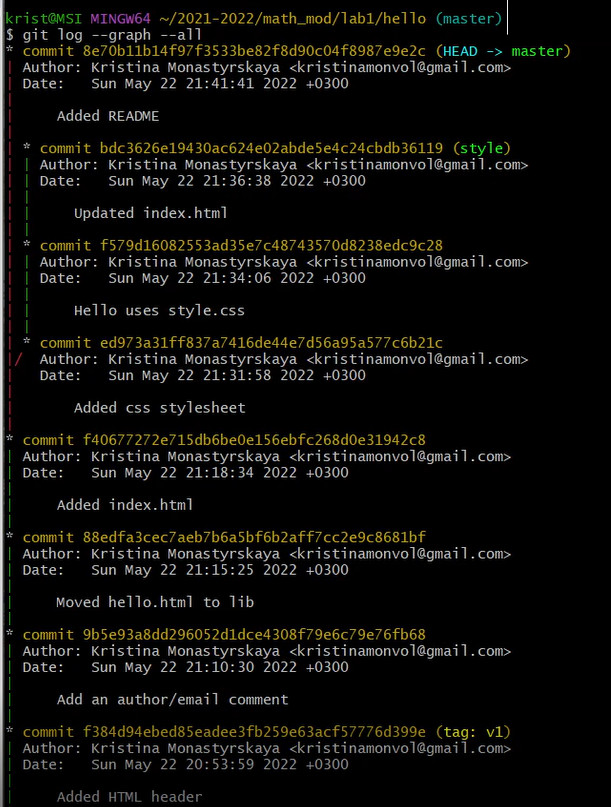 krist@MSI MINGW64 ~/2021-2022/math_mod/lab1/hello (master)
$ git log --graph --all
* commit 8e70b11b14f97f3533be82f8d90c04f8987e9e2c (HEAD -> master)
| Author: Kristina Monastyrskaya <kristinamonvol@gmail.com>
| Date:   Sun May 22 21:41:41 2022 +0300
|
|     Added README
|
| * commit bdc3626e19430ac624e02abde5e4c24cbdb36119 (style)
| | Author: Kristina Monastyrskaya <kristinamonvol@gmail.com>
| | Date:   Sun May 22 21:36:38 2022 +0300
| |
| |     Updated index.html
| |
| * commit f579d16082553ad35e7c48743570d8238edc9c28
| | Author: Kristina Monastyrskaya <kristinamonvol@gmail.com>
| | Date:   Sun May 22 21:34:06 2022 +0300
| |
| |     Hello uses style.css
| |
| * commit ed973a31ff837a7416de44e7d56a95a577c6b21c
|/  Author: Kristina Monastyrskaya <kristinamonvol@gmail.com>
|   Date:   Sun May 22 21:31:58 2022 +0300
|
|       Added css stylesheet
|
* commit f40677272e715db6be0e156ebfc268d0e31942c8
| Author: Kristina Monastyrskaya <kristinamonvol@gmail.com>
| Date:   Sun May 22 21:18:34 2022 +0300
|
|     Added index.html
|
* commit 88edfa3cec7aeb7b6a5bf6b2aff7cc2e9c8681bf
| Author: Kristina Monastyrskaya <kristinamonvol@gmail.com>
| Date:   Sun May 22 21:15:25 2022 +0300
|
|     Moved hello.html to lib
|
* commit 9b5e93a8dd296052d1dce4308f79e6c79e76fb68
| Author: Kristina Monastyrskaya <kristinamonvol@gmail.com>
| Date:   Sun May 22 21:10:30 2022 +0300
|
|     Add an author/email comment
|
* commit f384d94ebed85eadee3fb259e63acf57776d399e (tag: v1)
| Author: Kristina Monastyrskaya <kristinamonvol@gmail.com>
| Date:   Sun May 22 20:53:59 2022 +0300
|
|     Added HTML header